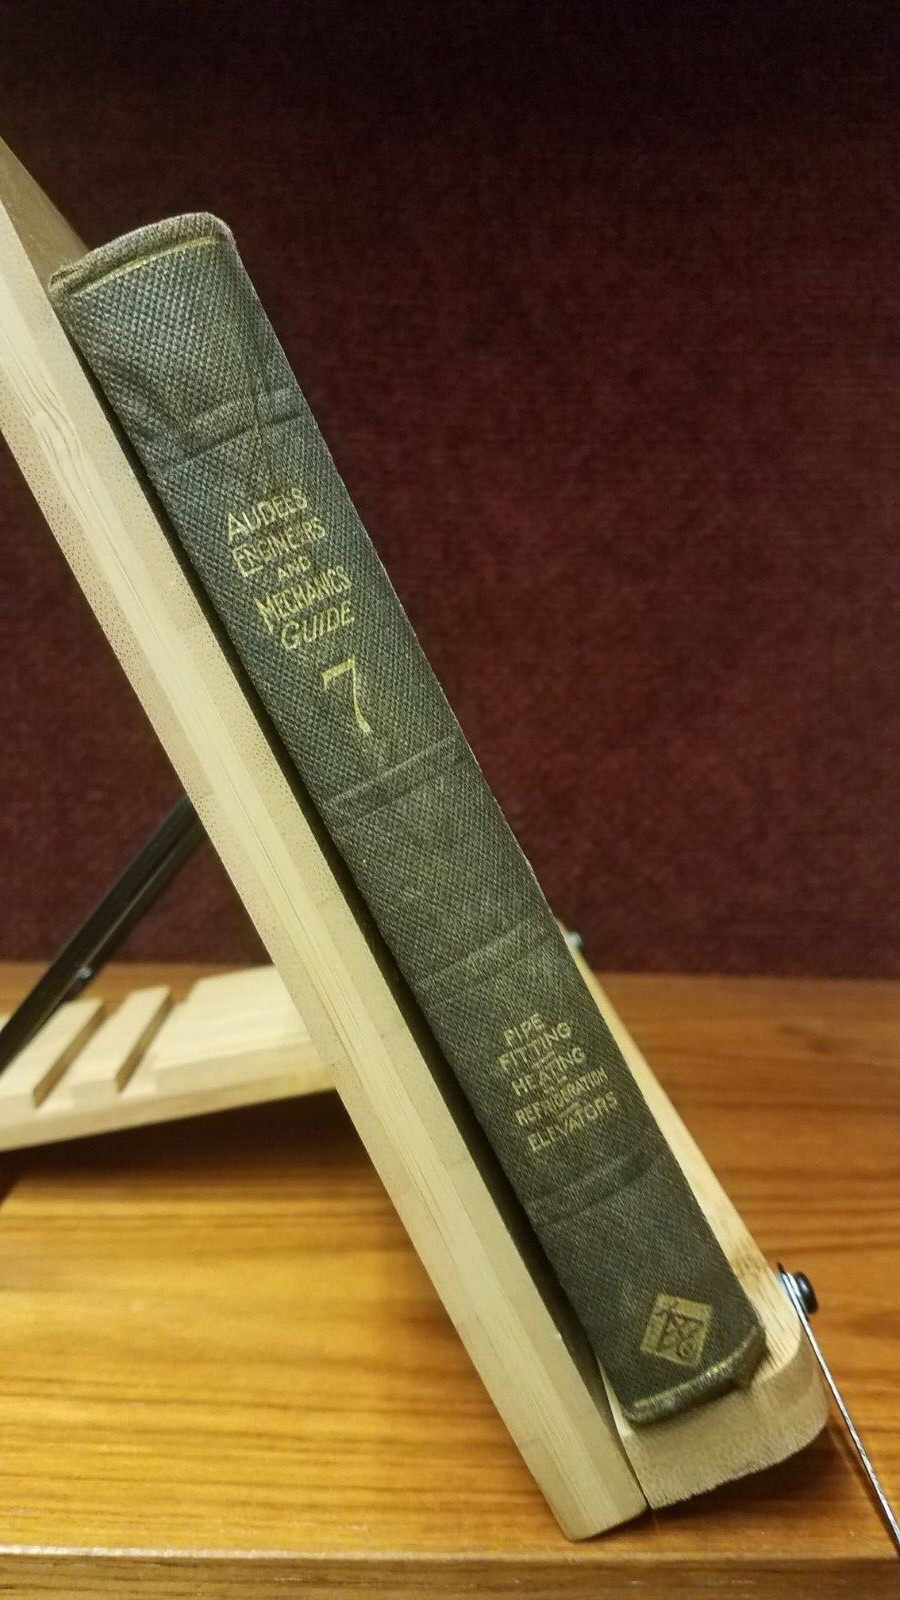 AUDELS
ENGINEERS
AND
MECHANICS
GUIDE
7
PIPE
FITTING
HEATING
REFRIGERATION
ELEVATORS